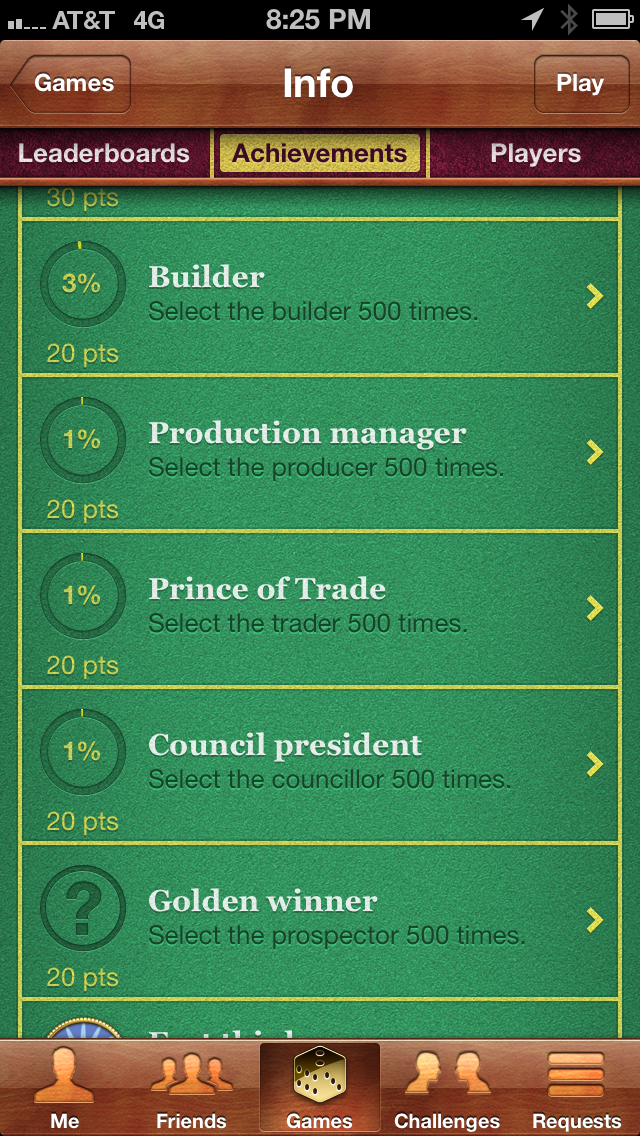 AT&T 4G 8:25 PM
Games Info Play
Leaderboards Achievements Players
30 pts
3%
Builder
Select the builder 500 times.
20 pts
1%
Production manager
Select the producer 500 times.
20 pts
1%
Prince of Trade
Select the trader 500 times.
20 pts
1%
Council president
Select the councillor 500 times.
20 pts
?
Golden winner
Select the prospector 500 times.
20 pts
Me Friends Games Challenges Requests